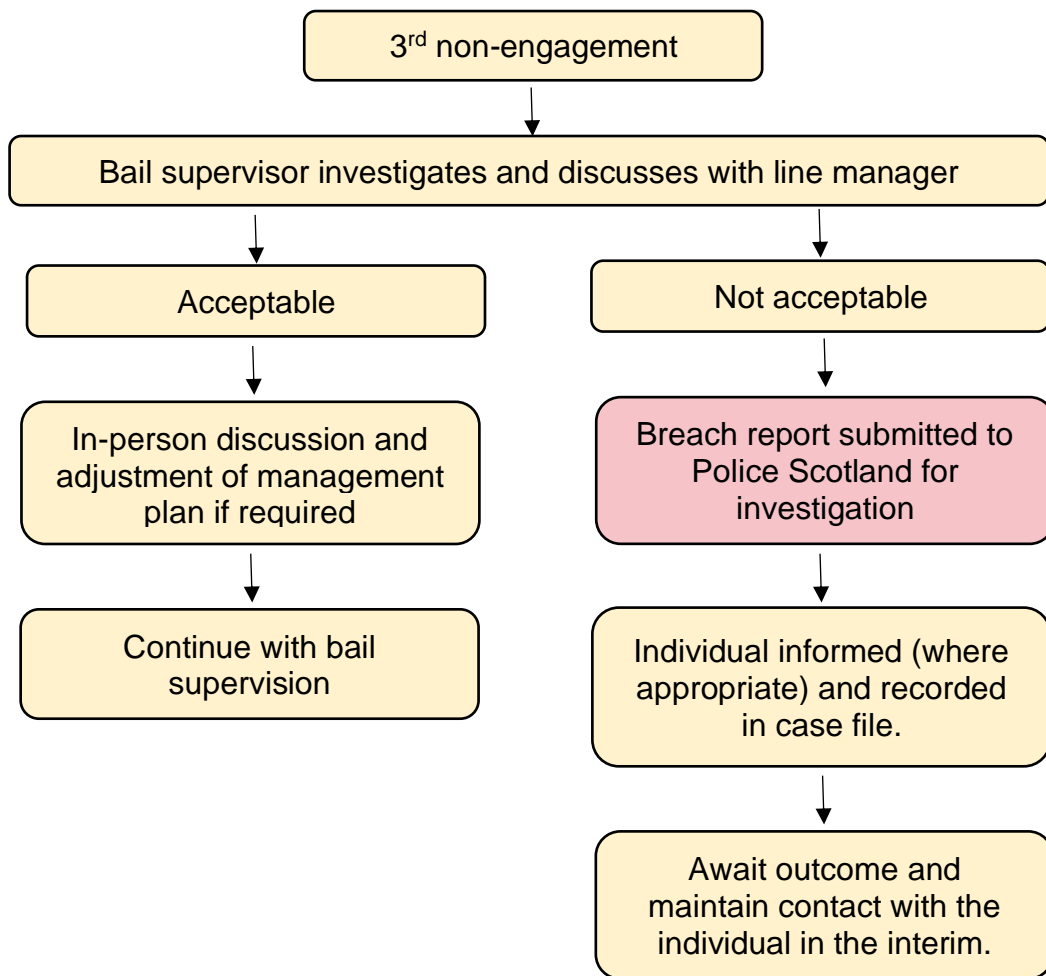 3rd non-engagement
Bail supervisor investigates and discusses with line manager
Acceptable
Not acceptable
In-person discussion and
adjustment of management
plan if required
Breach report submitted to
Police Scotland for
investigation
Continue with bail
supervision
Individual informed (where
appropriate) and recorded
in case file.
Await outcome and
maintain contact with the
individual in the interim.